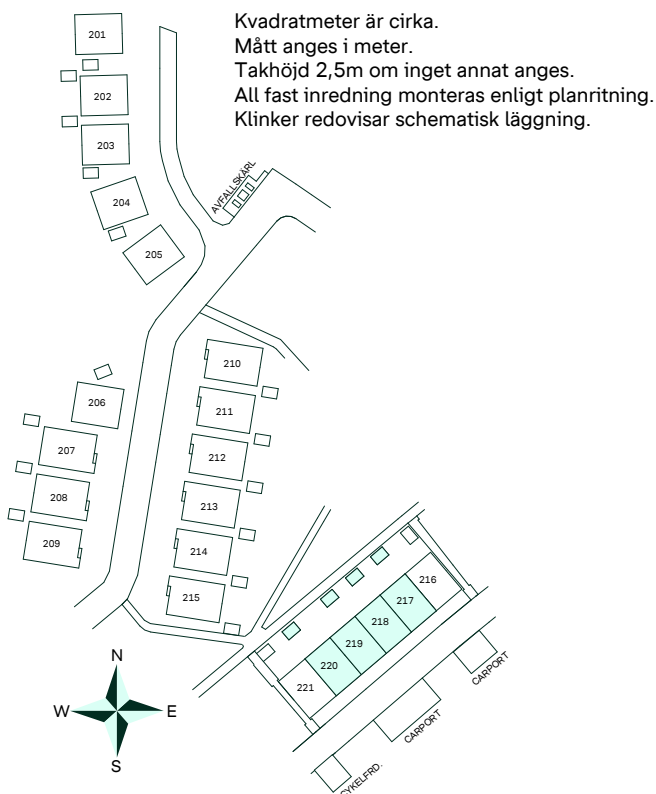 Kvadratmeter är cirka.
Mått anges i meter.
Takhöjd 2,5m om inget annat anges.
All fast inredning monteras enligt planritning.
Klinker redovisar schematisk läggning.
201
202
203
204
205
AVFALLSKÄRL
206
207
208
209
210
211
212
213
214
215
216
217
218
219
220
221
CARPORT
CARPORT
CYKELFRD.
N
W
E
S